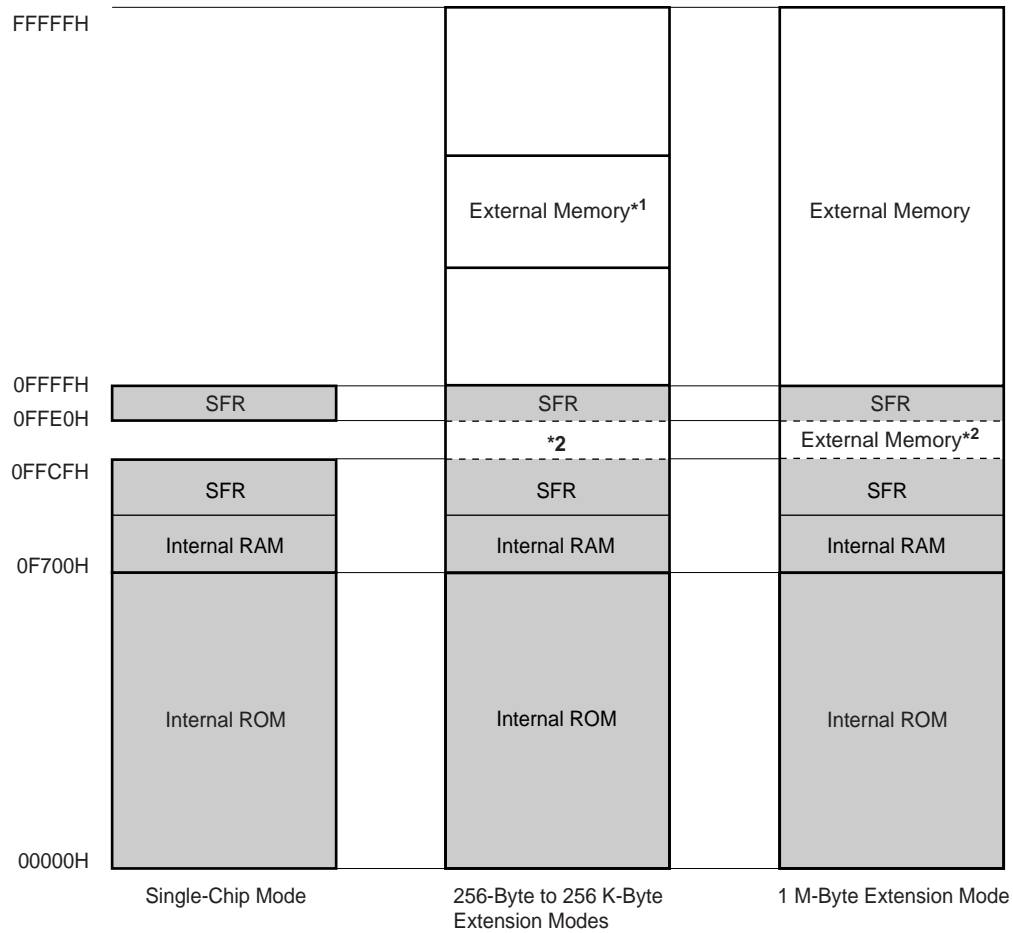 FFFFFH
External Memory*1
External Memory
0FFFFH
SFR
SFR
SFR
0FFE0H
*2
External Memory*2
0FFCFH
SFR
SFR
SFR
Internal RAM
Internal RAM
Internal RAM
0F700H
Internal ROM
Internal ROM
Internal ROM
00000H
Single-Chip Mode
256-Byte to 256 K-Byte
Extension Modes
1 M-Byte Extension Mode